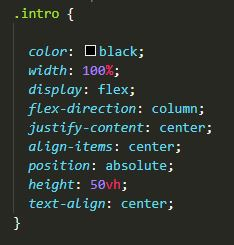 .intro {
color: black;
width: 100%;
display: flex;
flex-direction: column;
justify-content: center;
align-items: center;
position: absolute;
height: 50vh;
text-align: center;
}